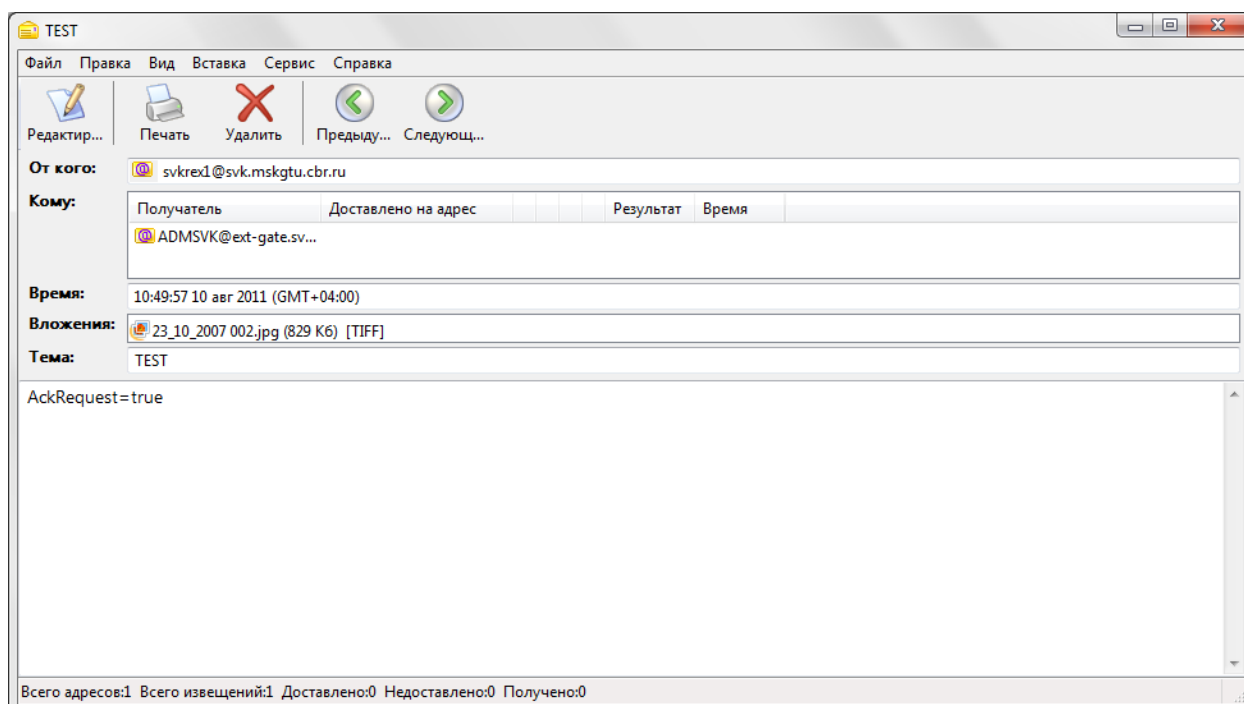 TEST
Файл Правка Вид Вставка Сервис Справка
Редактир... Печать Удалить Предыду... Следующ...
От кого: svkrex1@svk.mskgtu.cbr.ru
Кому: Получатель Доставлено на адрес Результат Время
ADMSVK@ext-gate.sv...
Время: 10:49:57 10 авг 2011 (GMT+04:00)
Вложения: 23_10_2007 002.jpg (829 Кб) [TIFF]
Тема: TEST
AckRequest=true
Всего адресов:1 Всего извещений:1 Доставлено:0 Недоставлено:0 Получено:0